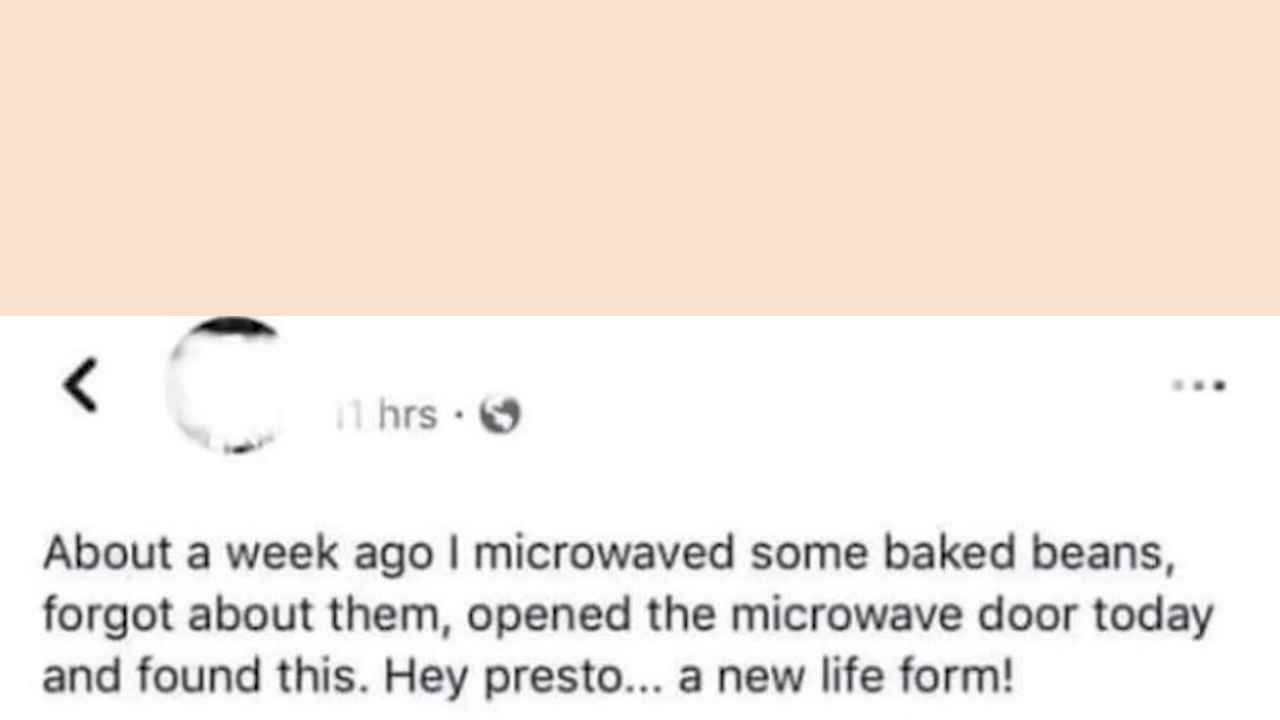 11 hrs ·
About a week ago I microwaved some baked beans,
forgot about them, opened the microwave door today
and found this. Hey presto... a new life form!